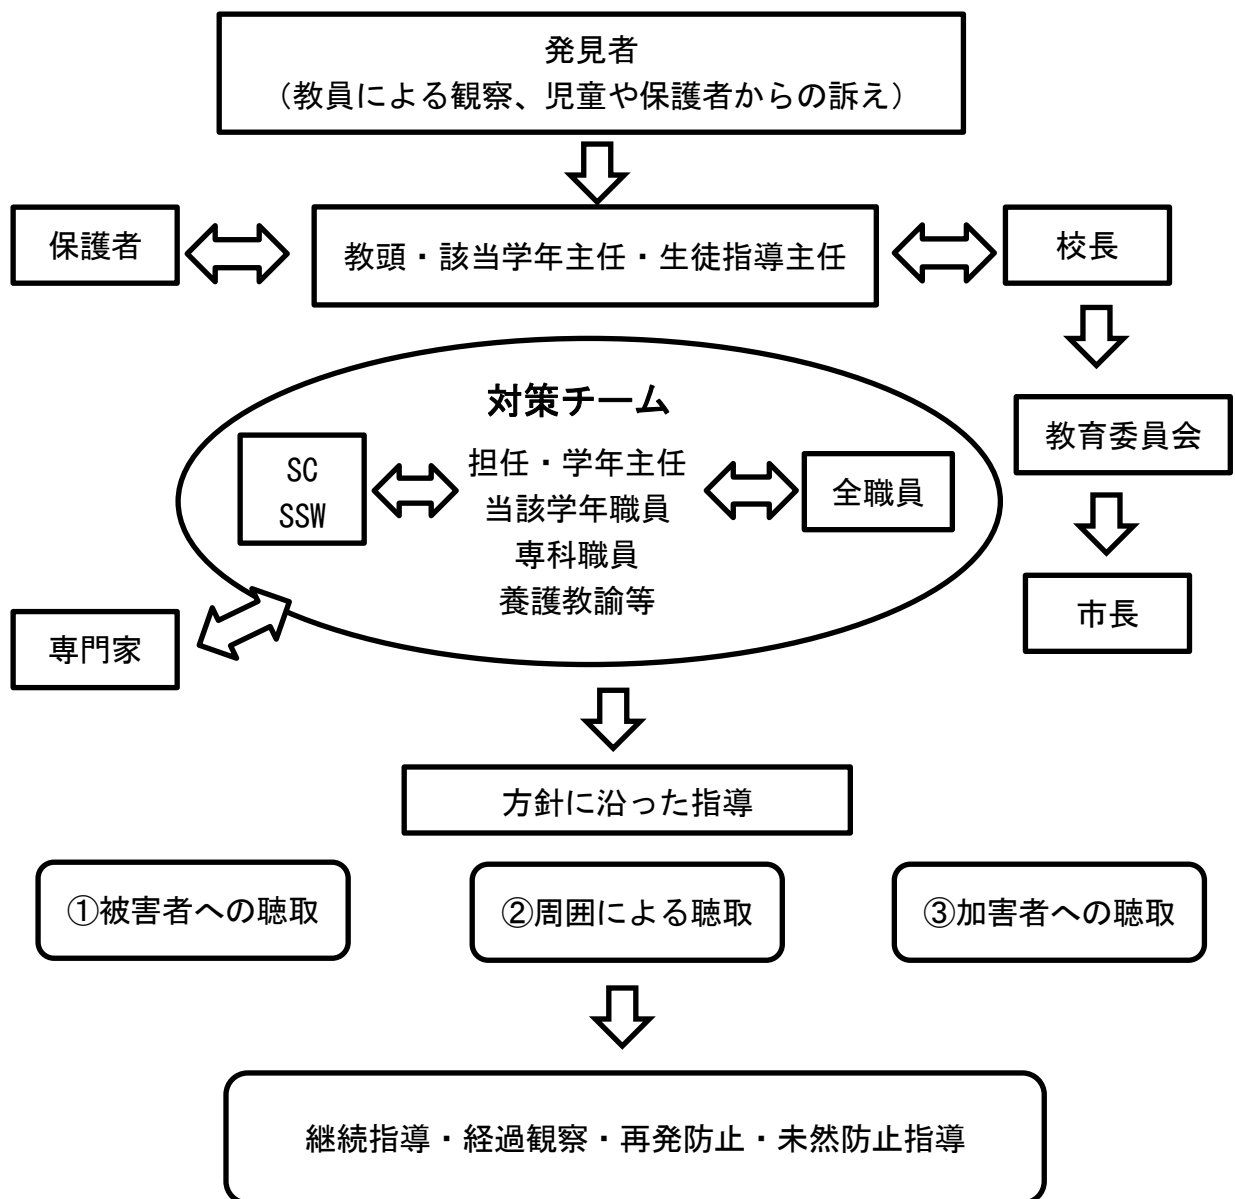 発見者
（教員による観察、児童や保護者からの訴え）
保護者
教頭・該当学年主任・生徒指導主任
校長
対策チーム
教育委員会
SC
SSW
担任・学年主任
当該学年職員
専科職員
養護教諭等
全職員
市長
専門家
方針に沿った指導
①被害者への聴取
②周囲による聴取
③加害者への聴取
継続指導・経過観察・再発防止・未然防止指導